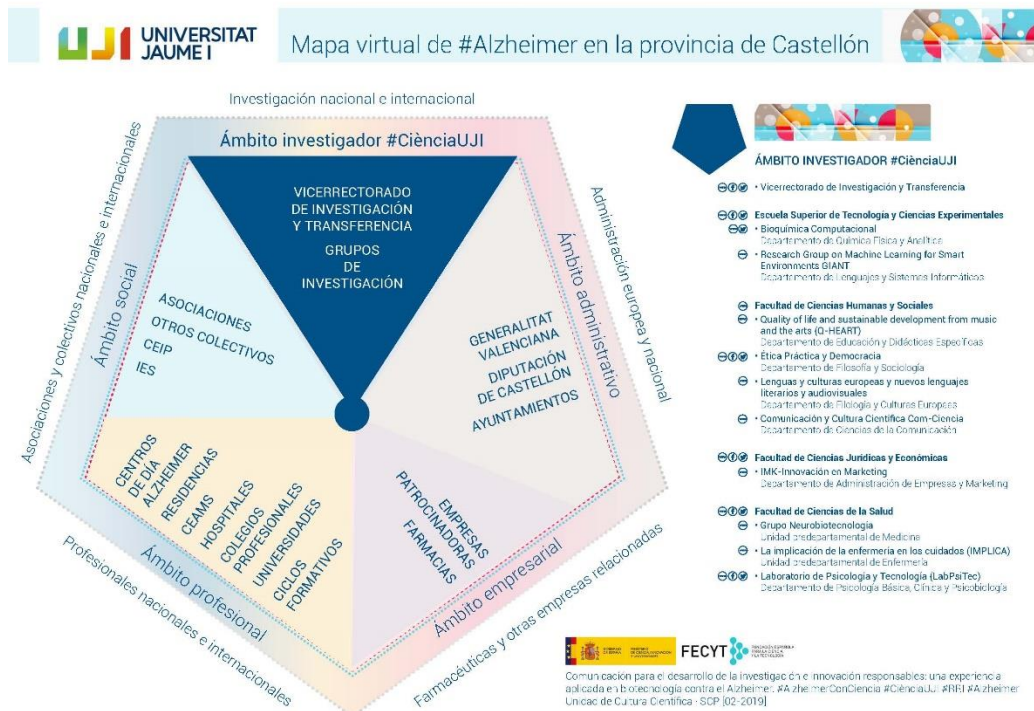 UJI UNIVERSITAT
JAUME I
Mapa virtual de #Alzheimer en la provincia de Castellón
Investigación nacional e internacional
Ámbito investigador #CiènciaUJI
VICERRECTORADO
DE INVESTIGACIÓN
Y TRANSFERENCIA
GRUPOS
DE
INVESTIGACIÓN
Asociaciones y colectivos nacionales e internacionales
Ámbito social
ASOCIACIONES
OTROS COLECTIVOS
CEIP
IES
Administración europea y nacional
Ámbito administrativo
GENERALITAT
VALENCIANA
DIPUTACIÓN
DE CASTELLÓN
AYUNTAMIENTOS
CENTROS
DE DÍA
ALZHEIMER
RESIDENCIAS
CEAMS
HOSPITALES
COLEGIOS
PROFESIONALES
UNIVERSIDADES
CICLOS
FORMATIVOS
Ámbito profesional
Profesionales nacionales e internacionales
EMPRESAS
PATROCINADORAS
FARMACIAS
Ámbito empresarial
Farmacéuticas y otras empresas relacionadas
ÁMBITO INVESTIGADOR #CiènciaUJI
• Vicerrectorado de Investigación y Transferencia
Escuela Superior de Tecnología y Ciencias Experimentales
• Bioquímica Computacional
Departamento de Química Física y Analítica
• Research Group on Machine Learning for Smart
Environments GIANT
Departamento de Lenguajes y Sistemas Informáticos
Facultad de Ciencias Humanas y Sociales
• Quality of life and sustainable development from music
and the arts (Q-HEART)
Departamento de Educación y Didácticas Específicas
• Ética Práctica y Democracia
Departamento de Filosofía y Sociología
• Lenguas y culturas europeas y nuevos lenguajes
literarios y audiovisuales
Departamento de Filología y Culturas Europeas
• Comunicación y Cultura Científica Com-Ciencia
Departamento de Ciencias de la Comunicación
Facultad de Ciencias Jurídicas y Económicas
• IMK-Innovación en Marketing
Departamento de Administración de Empresas y Marketing
Facultad de Ciencias de la Salud
• Grupo Neurobiotecnología
Unidad predepartamental de Medicina
• La implicación de la enfermería en los cuidados (IMPLICA)
Unidad predepartamental de Enfermería
• Laboratorio de Psicología y Tecnología (LabPsiTec)
Departamento de Psicología Básica, Clínica y Psicobiología
FECYT
Comunicación para el desarrollo de la investigación e innovación responsables: una experiencia
aplicada en biotecnología contra el Alzheimer. #AlzheimerConCiencia #CiènciaUJI #RRI #Alzheimer
Unidad de Cultura Científica - SCP [02-2019]